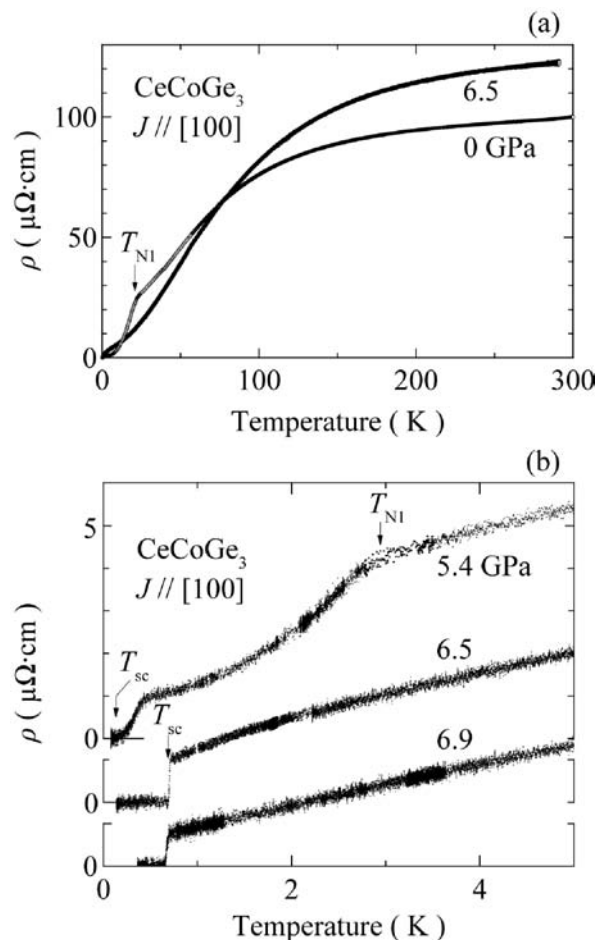 (a)
CeCoGe3
J // [100]
6.5
0 GPa
TN1
100
50
0
ρ ( μΩ·cm)
0
100
200
300
Temperature ( K )
(b)
CeCoGe3
J // [100]
TN1
5.4 GPa
Tsc
6.5
Tsc
6.9
5
0
0
0
ρ ( μΩ·cm)
0
2
4
Temperature ( K )